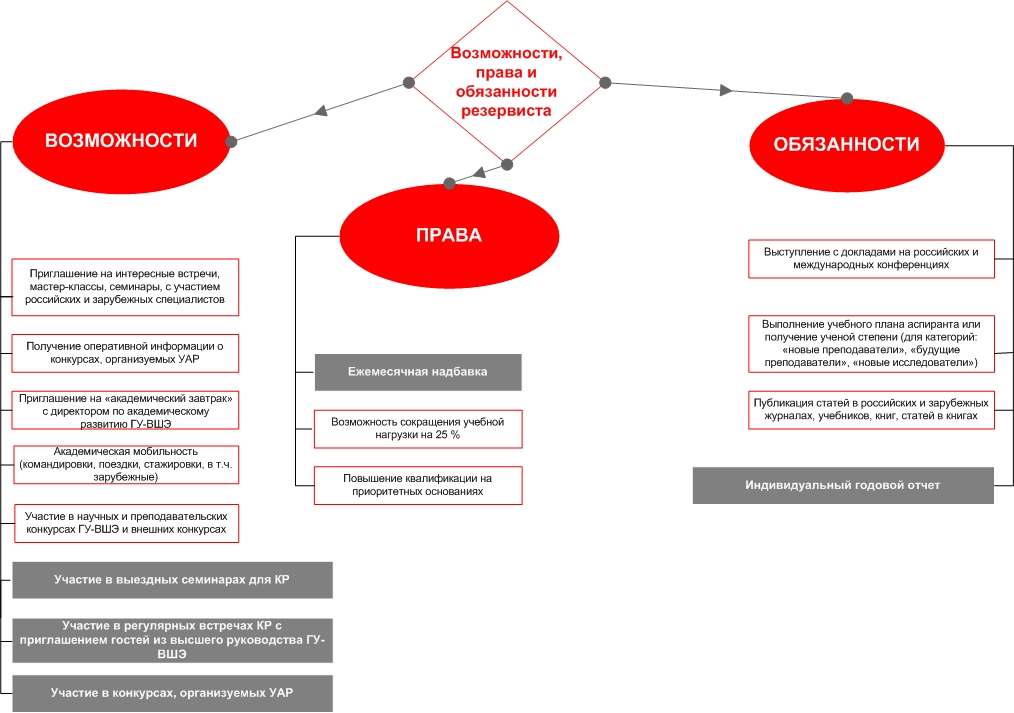 Возможности,
права и
обязанности
резервиста
ВОЗМОЖНОСТИ
Приглашение на интересные встречи,
мастер-классы, семинары, с участием
российских и зарубежных специалистов
Получение оперативной информации о
конкурсах, организуемых УАР
Приглашение на «академический завтрак»
с директором по академическому
развитию ГУ-ВШЭ
Академическая мобильность
(командировки, поездки, стажировки, в т.ч.
зарубежные)
Участие в научных и преподавательских
конкурсах ГУ-ВШЭ и внешних конкурсах
Участие в выездных семинарах для КР
Участие в регулярных встречах КР с
приглашением гостей из высшего руководства ГУ-
ВШЭ
Участие в конкурсах, организуемых УАР
ПРАВА
Ежемесячная надбавка
Возможность сокращения учебной
нагрузки на 25 %
Повышение квалификации на
приоритетных основаниях
ОБЯЗАННОСТИ
Выступление с докладами на российских и
международных конференциях
Выполнение учебного плана аспиранта или
получение ученой степени (для категорий:
«новые преподаватели», «будущие
преподаватели», «новые исследователи»)
Публикация статей в российских и зарубежных
журналах, учебников, книг, статей в книгах
Индивидуальный годовой отчет